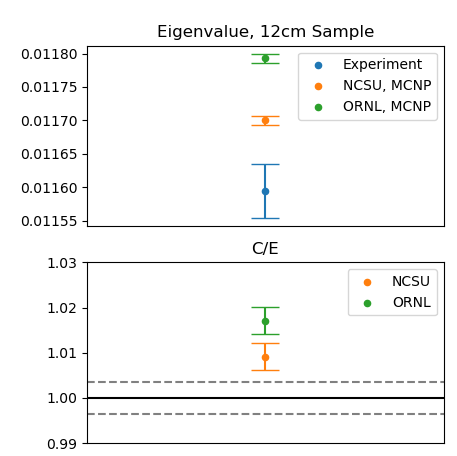 Eigenvalue, 12cm Sample
0.01180
0.01175
0.01170
0.01165
0.01160
0.01155
Experiment
NCSU, MCNP
ORNL, MCNP
C/E
1.03
1.02
1.01
1.00
0.99
NCSU
ORNL